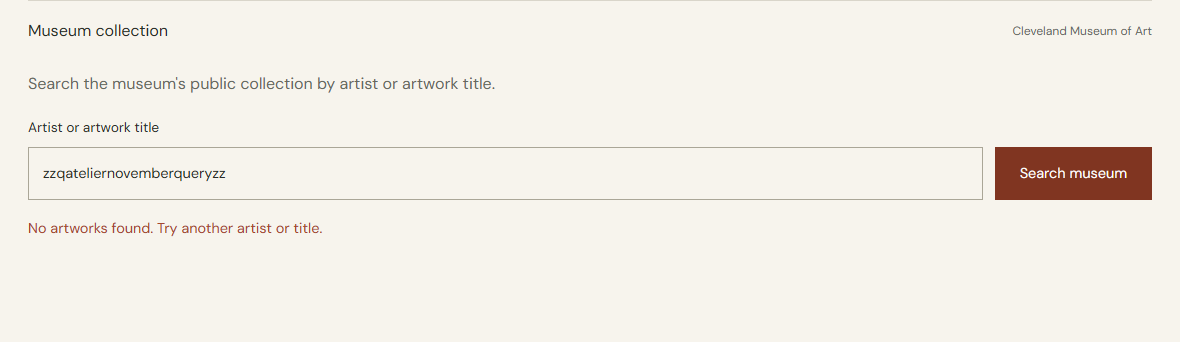 Museum collection
Cleveland Museum of Art
Search the museum's public collection by artist or artwork title.
Artist or artwork title
zzqateliernovemberqueryzz
Search museum
No artworks found. Try another artist or title.